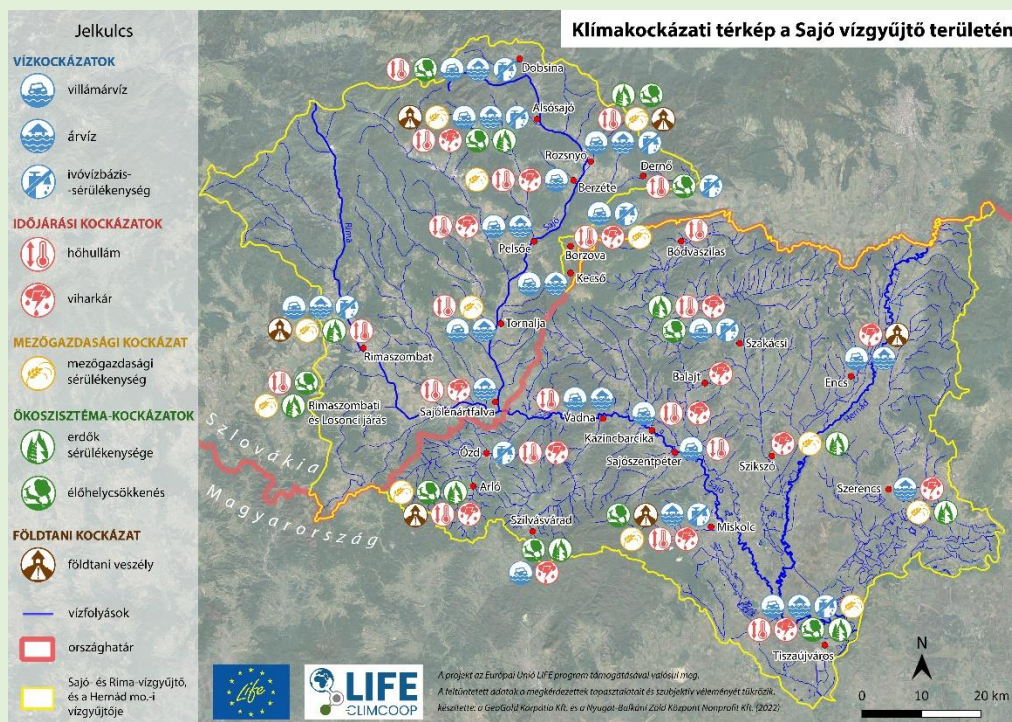 Klímakockázati térkép a Sajó vízgyűjtő területén
Jelkulcs
VÍZKOCKÁZATOK
villámárvíz
árvíz
ivóvízbázis-
-sérülékenység
IDŐJÁRÁSI KOCKÁZATOK
hőhullám
viharkár
MEZŐGAZDASÁGI KOCKÁZAT
mezőgazdasági
sérülékenység
ÖKOSZISZTÉMA-KOCKÁZATOK
erdők
sérülékenysége
élőhelycsökkenés
FÖLDTANI KOCKÁZAT
földtani veszély
vízfolyások
országhatár
Sajó- és Rima-vízgyűjtő,
és a Hernád mo.-i
vízgyűjtője
Dobsina
Alsósajó
Rozsnyó
Dernő
Berzéte
Sajó
Rima
Pelsőc
Borzova
Bódvaszilas
Kecső
Tornalja
Rimaszombat
Szakácsi
Encs
Balajt
Hernád
Rimaszombati
és Losonci járás
Sajólénártfalva
Vadna
Kazincbarcika
Szlovákia
Magyarország
Ózd
Sajószentpéter
Szikszó
Arló
Szerencs
Sajó
Szilvásvárad
Miskolc
Tiszaújváros
N
0 10 20 km
Life
LIFE
CLIMCOOP
A projekt az Európai Unió LIFE program támogatásával valósul meg.
A feltüntetett adatok a megkérdezettek tapasztalatait és szubjektív véleményét tükrözik.
készítette: a GeoGold Kárpátia Kft. és a Nyugat-Balkáni Zöld Központ Nonprofit Kft. (2022)